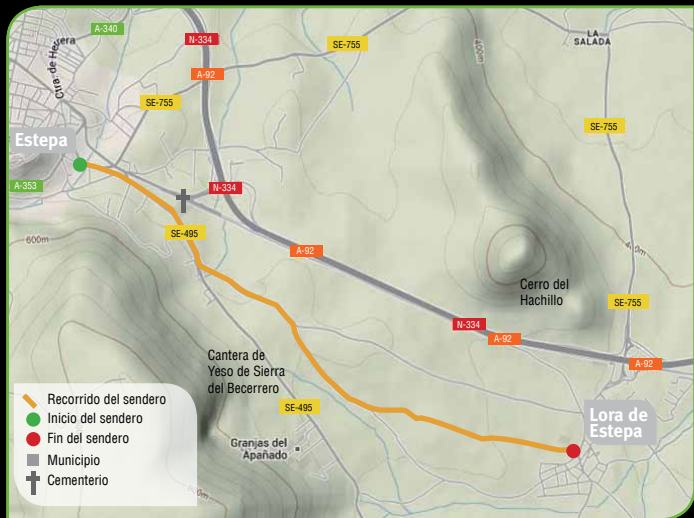 A-340
N-334
Ctra. de Herrera
SE-755
LA
SALADA
400m
A-92
SE-755
SE-755
Estepa
A-353
N-334
SE-495
600m
A-92
400m
Cerro del
Hachillo
SE-755
N-334
A-92
A-92
Cantera de
Yeso de Sierra
del Becerrero
SE-495
Lora de
Estepa
Granjas del
Apañado
Recorrido del sendero
Inicio del sendero
Fin del sendero
Municipio
Cementerio